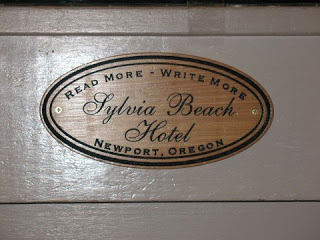 Read More - Write More
Sylvia Beach
Hotel
Newport, Oregon